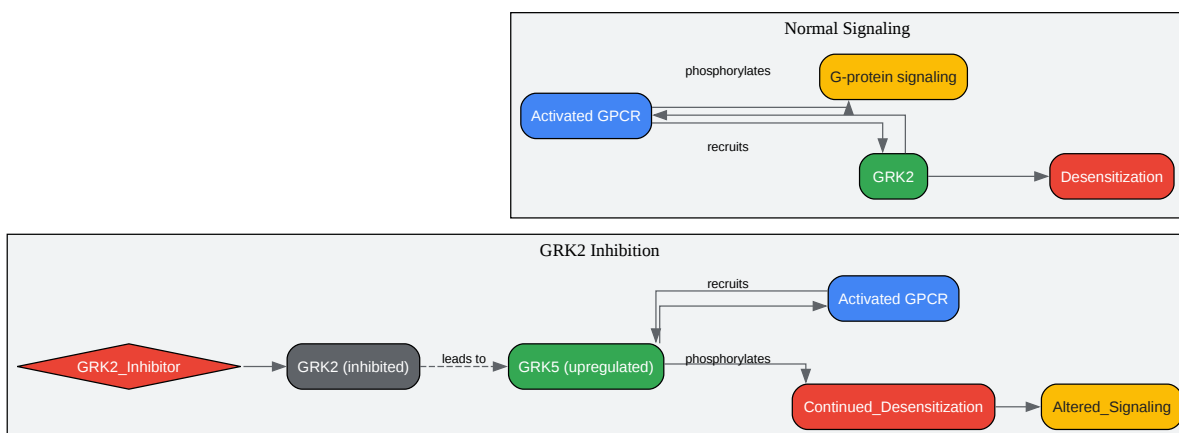 Normal Signaling
phosphorylates
G-protein signaling
Activated GPCR
recruits
GRK2
Desensitization
GRK2 Inhibition
recruits
Activated GPCR
GRK2_Inhibitor
GRK2 (inhibited)
leads to
GRK5 (upregulated)
phosphorylates
Continued_Desensitization
Altered_Signaling